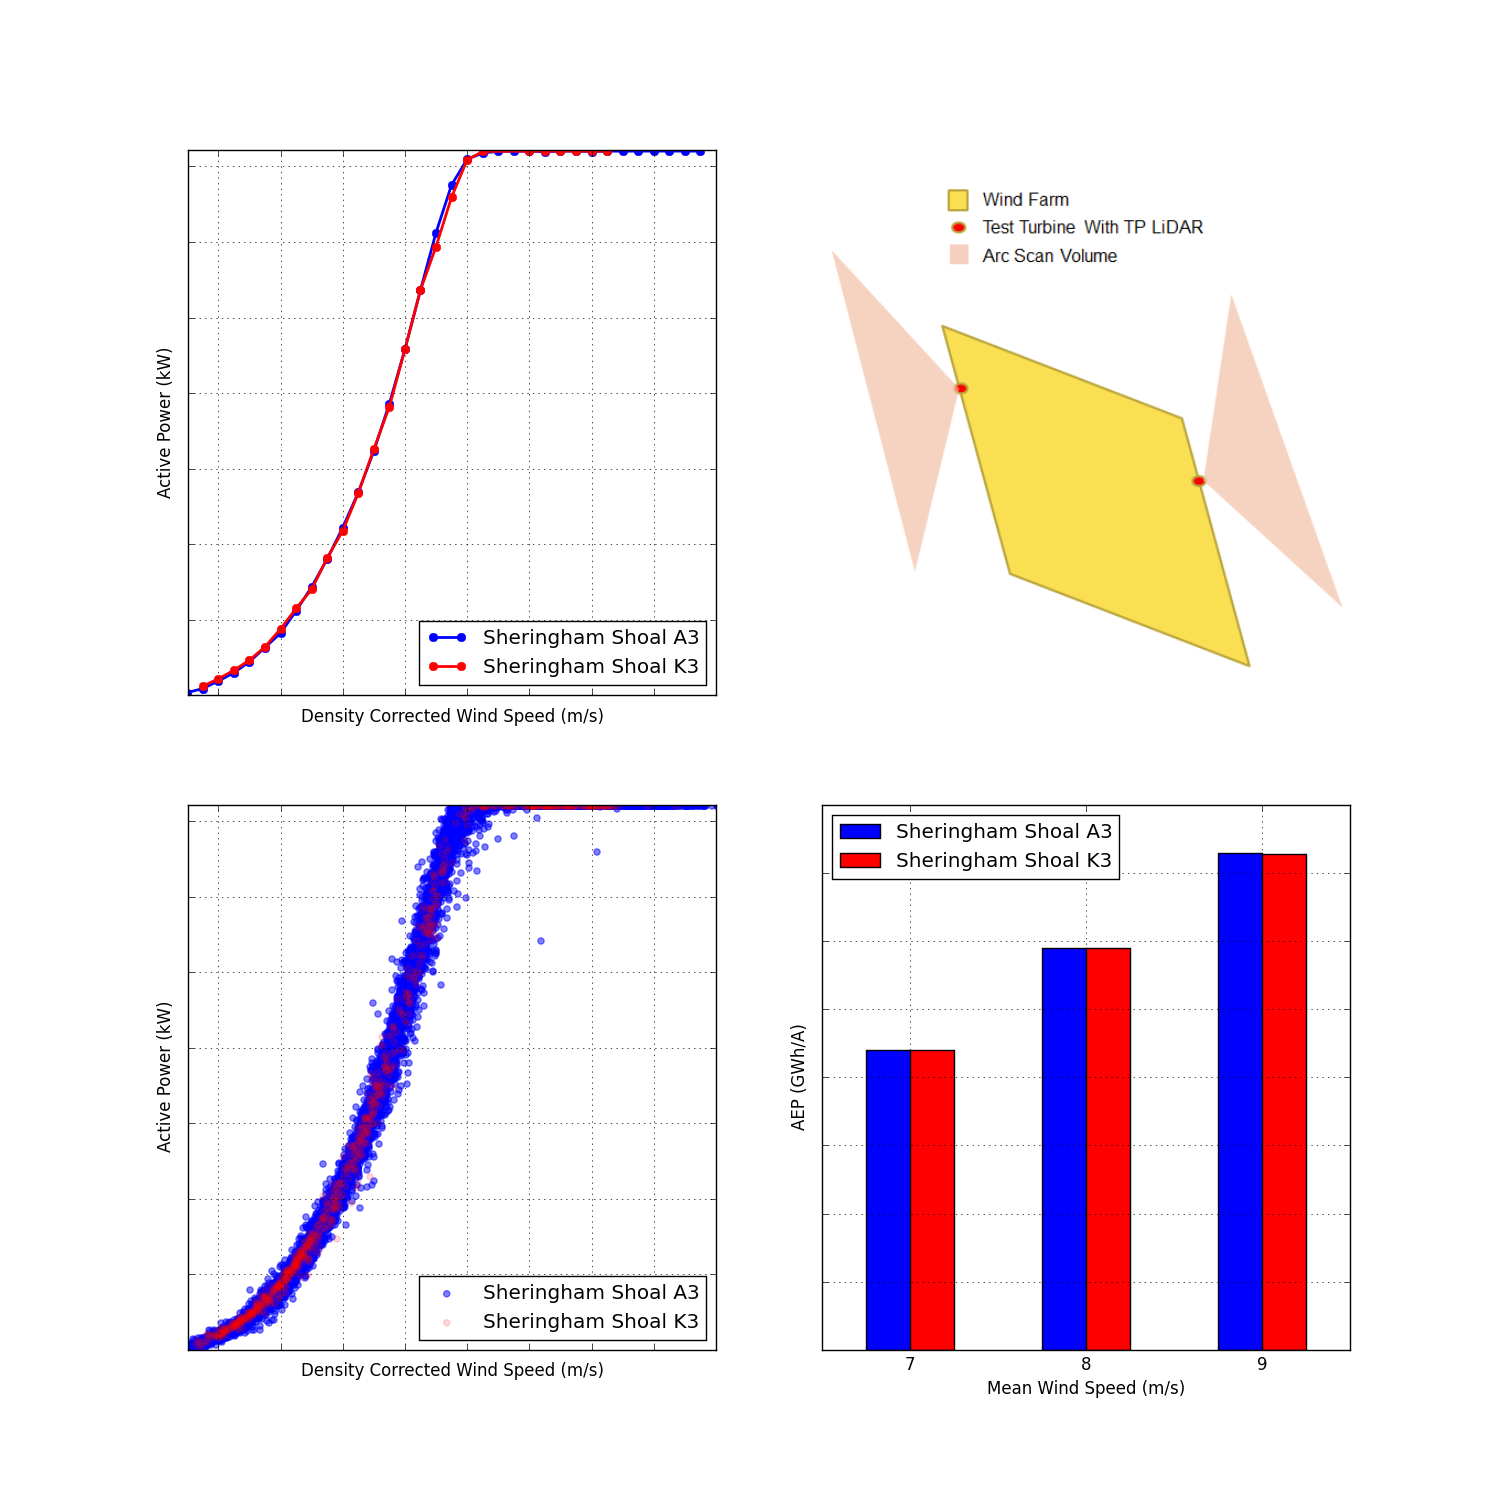 Active Power (kW)
Sheringham Shoal A3
Sheringham Shoal K3
Density Corrected Wind Speed (m/s)
Wind Farm
Test Turbine With TP LiDAR
Arc Scan Volume
Active Power (kW)
Sheringham Shoal A3
Sheringham Shoal K3
Density Corrected Wind Speed (m/s)
Sheringham Shoal A3
Sheringham Shoal K3
AEP (GWh/A)
7 8 9
Mean Wind Speed (m/s)